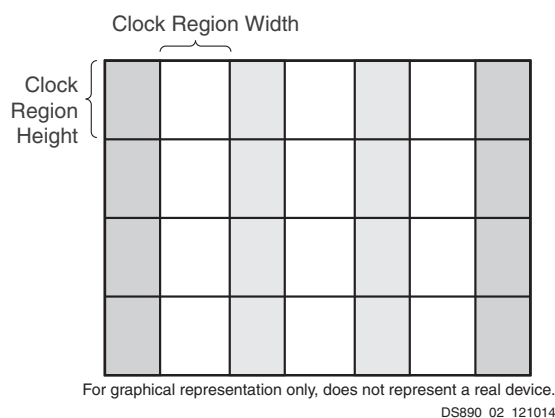 Clock Region Width
Clock
Region
Height
For graphical representation only, does not represent a real device.
DS890_02_121014